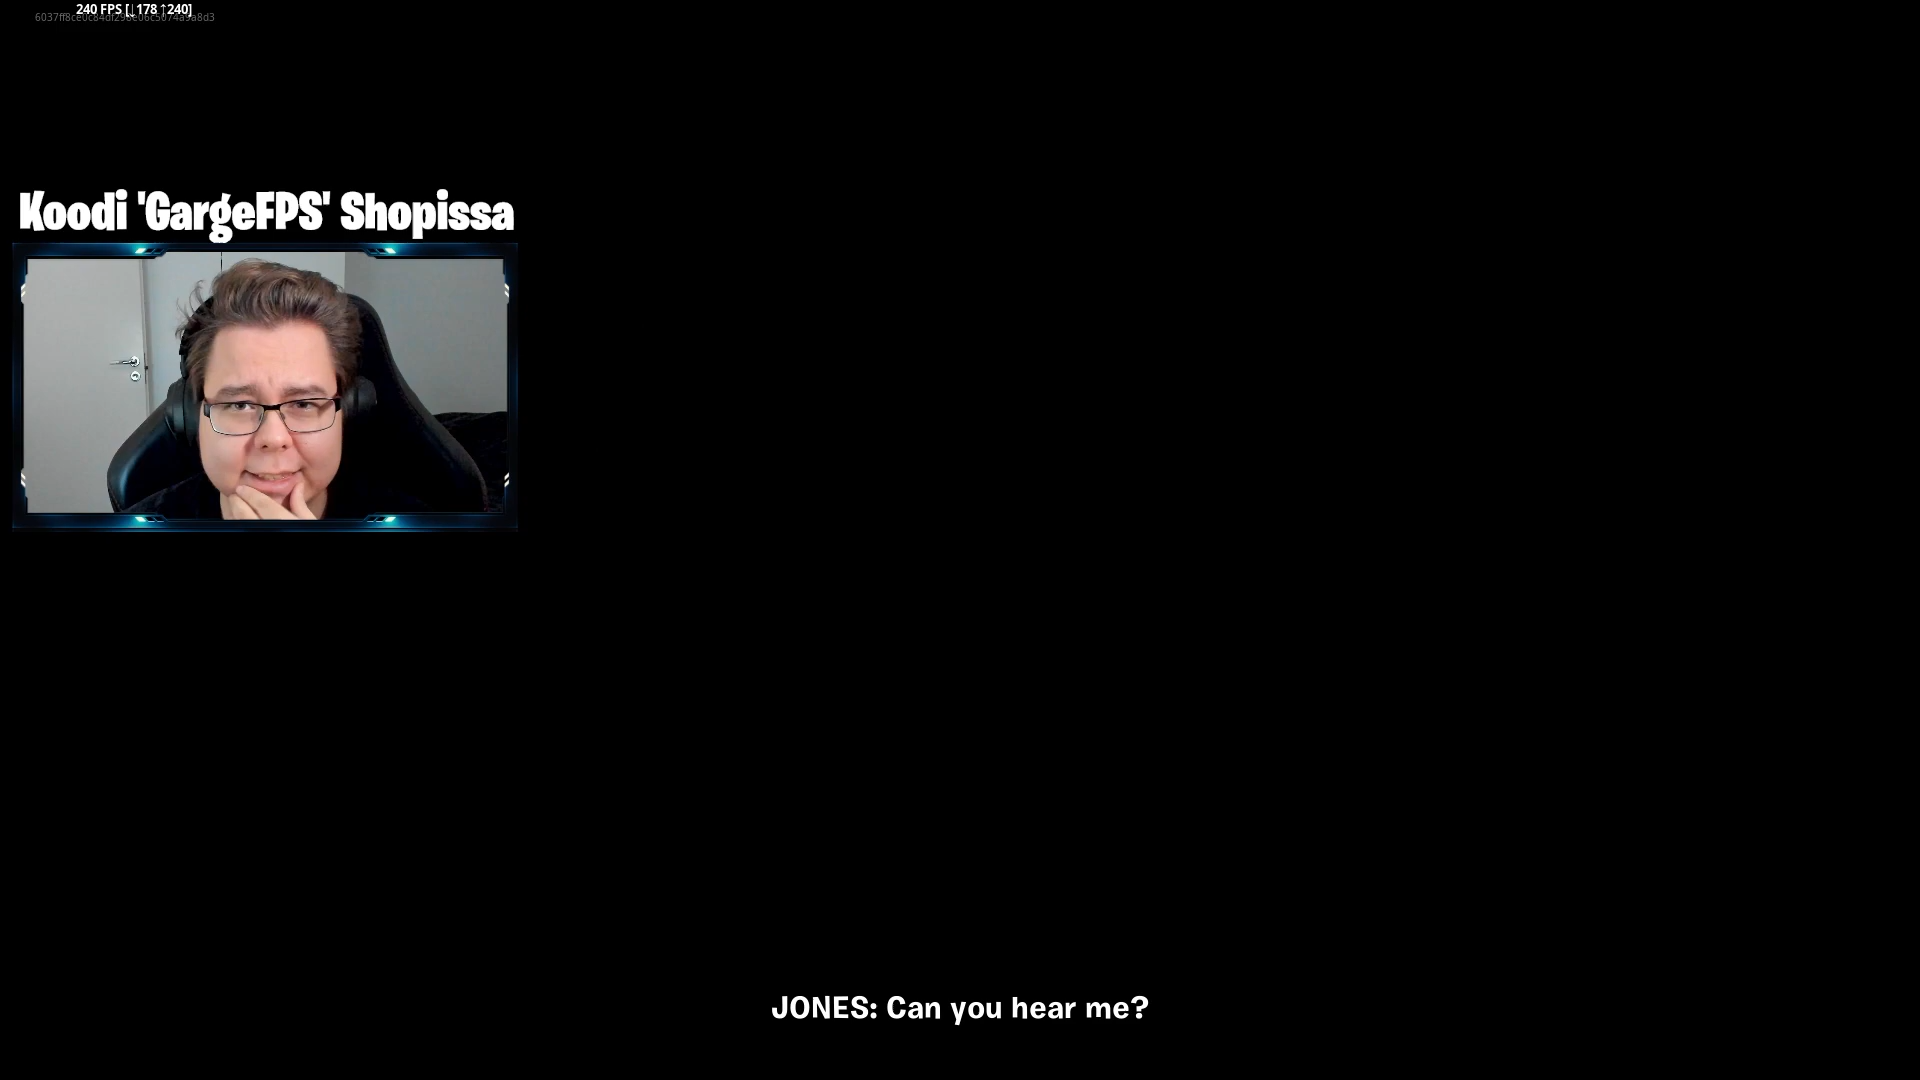 240 FPS [↓178 ↑240]
Koodi 'GargeFPS' Shopissa
JONES: Can you hear me?